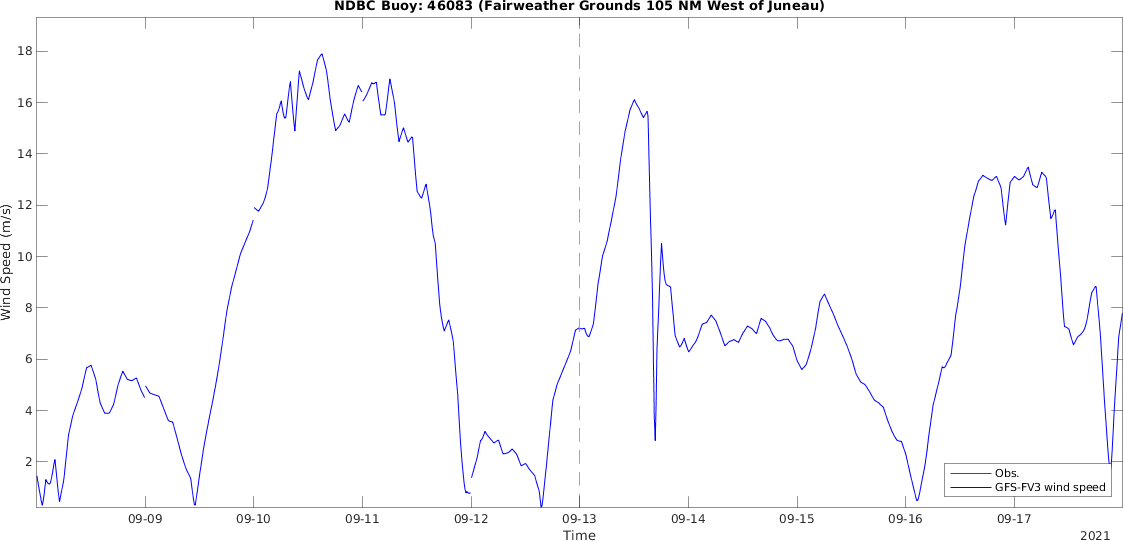 NDBC Buoy: 46083 (Fairweather Grounds 105 NM West of Juneau)
18
16
14
12
10
8
6
4
2
Wind Speed (m/s)
Obs.
GFS-FV3 wind speed
09-09 09-10 09-11 09-12 09-13 09-14 09-15 09-16 09-17
Time
2021